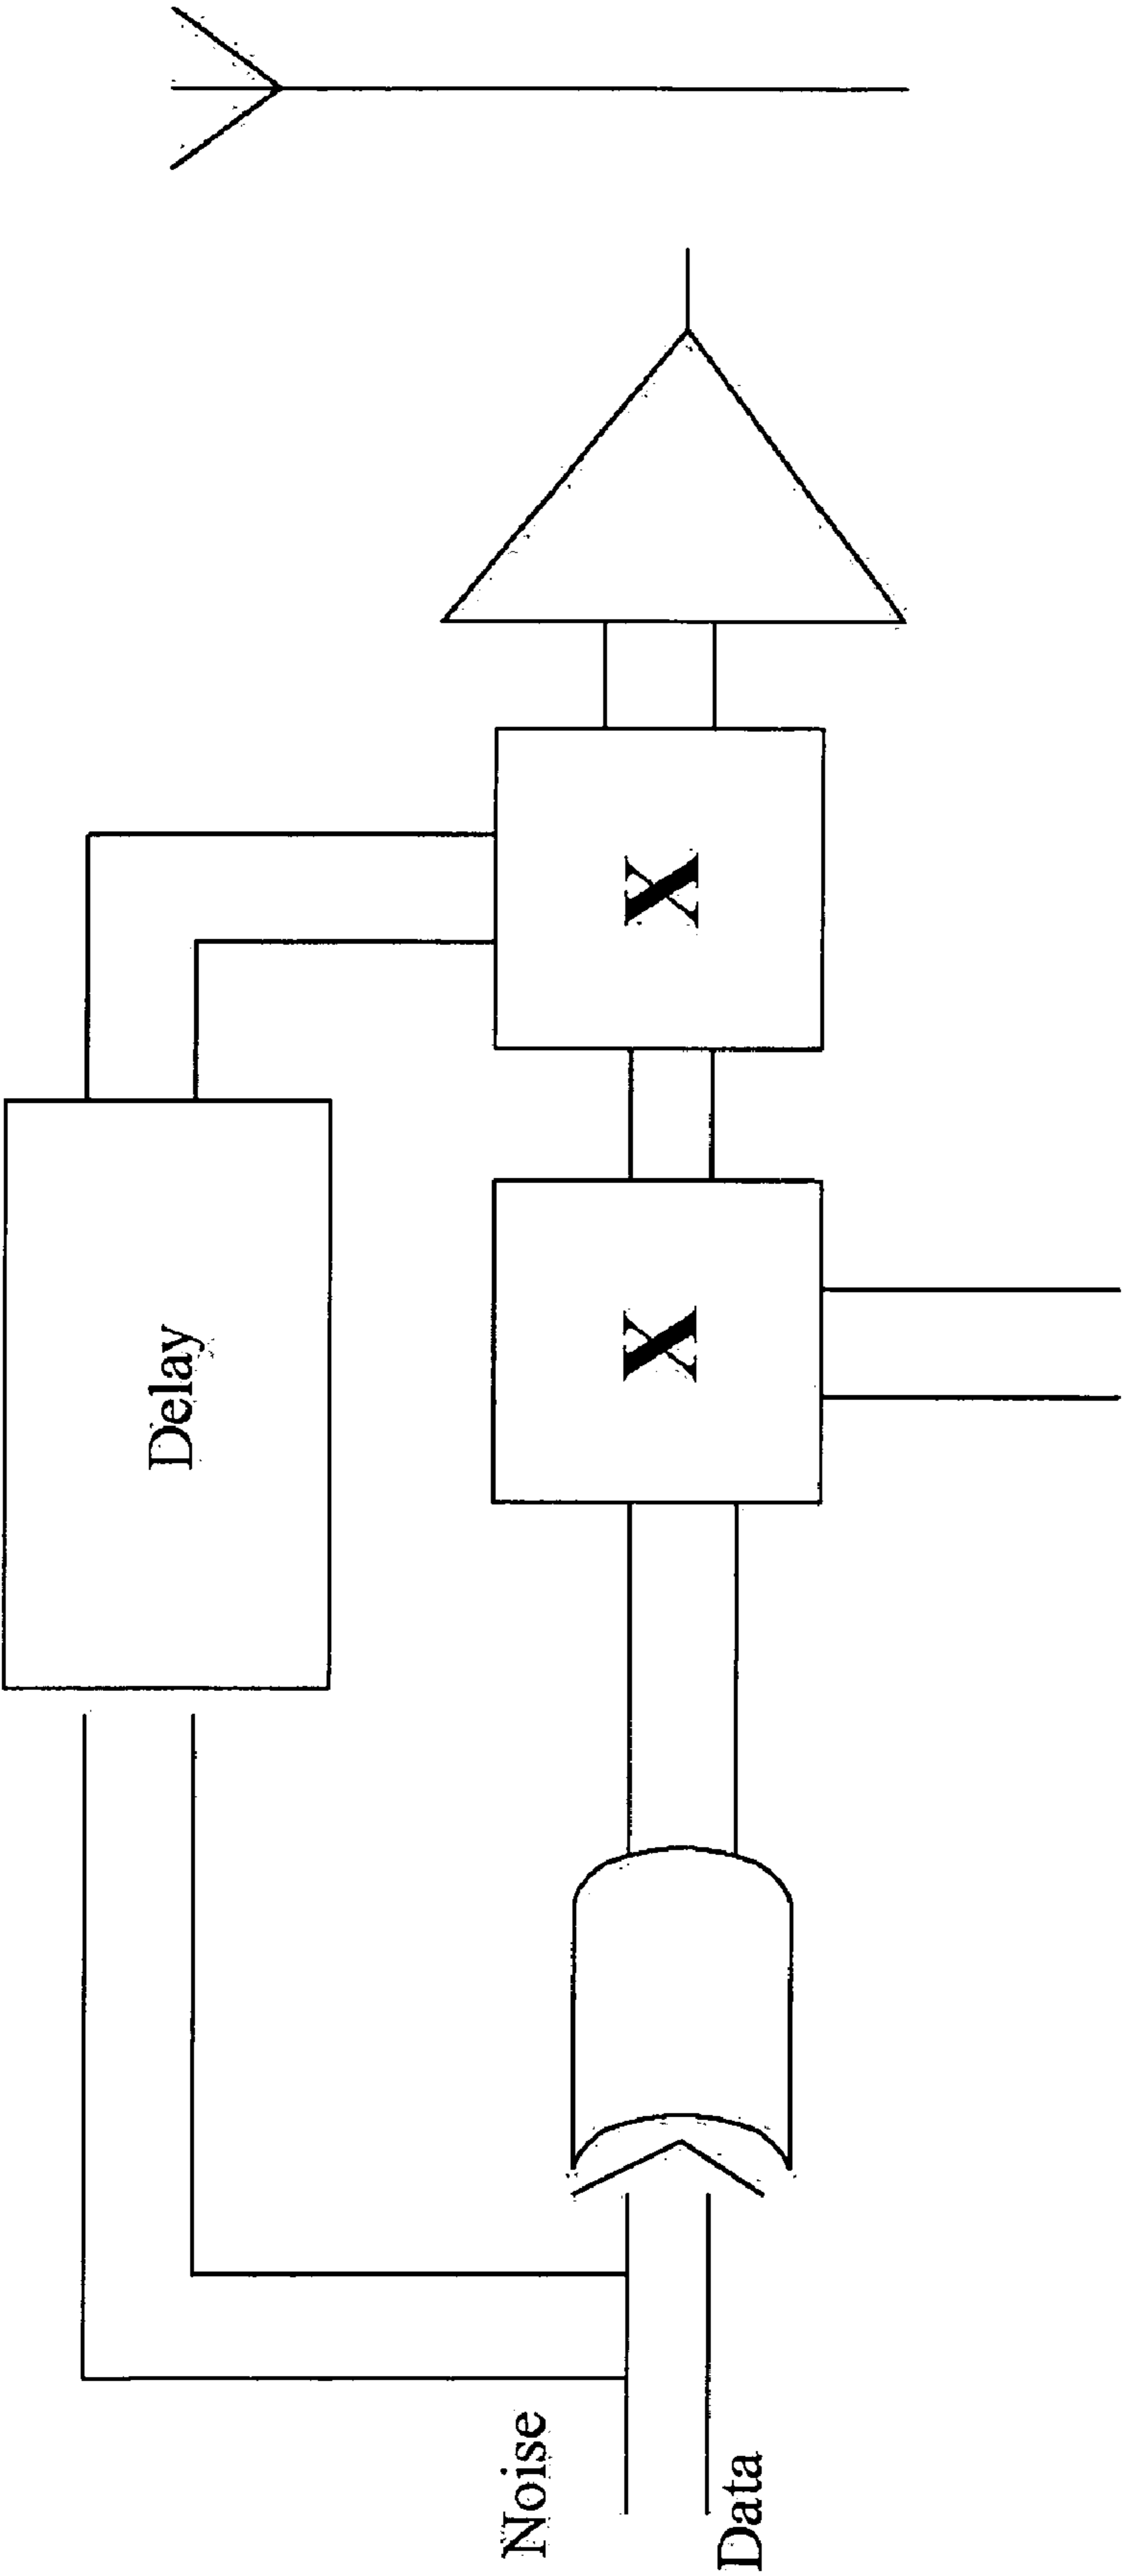 Delay
X
X
Noise
Data